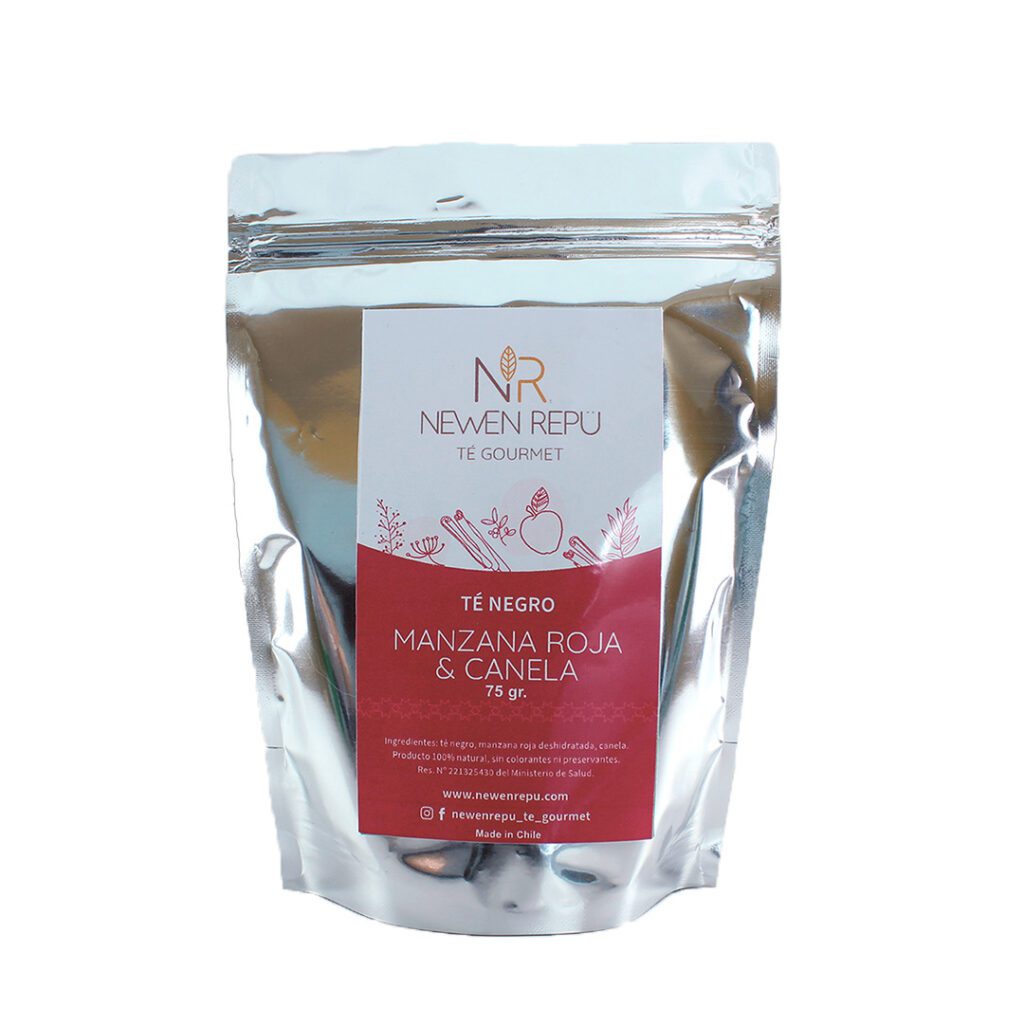 NR
NEWEN REPÜ
TÉ GOURMET
TÉ NEGRO
MANZANA ROJA
& CANELA
75 gr.
Ingredientes: té negro, manzana roja deshidratada, canela.
Producto 100% natural, sin colorantes ni preservantes.
Res. N° 221325430 del Ministerio de Salud.
www.newenrepu.com
newenrepu_te_gourmet
Made in Chile